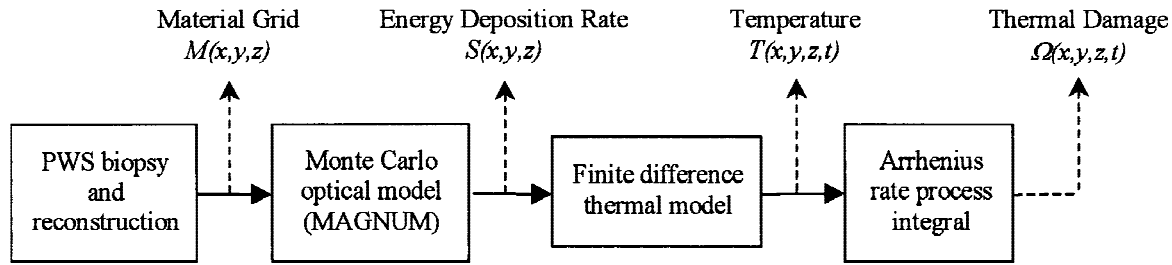 Material Grid
M(x,y,z)
Energy Deposition Rate
S(x,y,z)
Temperature
T(x,y,z,t)
Thermal Damage
Ω(x,y,z,t)
PWS biopsy
and
reconstruction
Monte Carlo
optical model
(MAGNUM)
Finite difference
thermal model
Arrhenius
rate process
integral